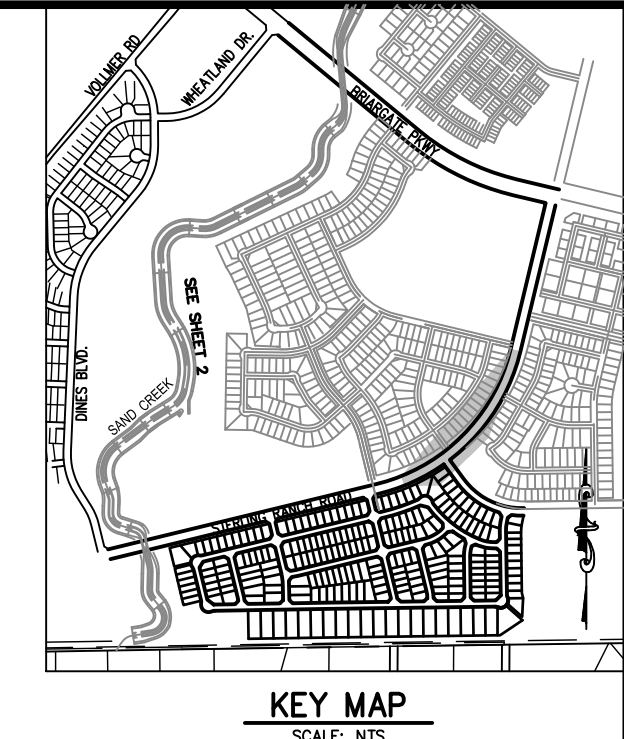 VOLLMER RD
WHEATLAND DR.
BRIARGATE PKWY
SEE SHEET 2
DINES BLVD.
SAND CREEK
STERLING RANCH ROAD
KEY MAP
SCALE: NTS